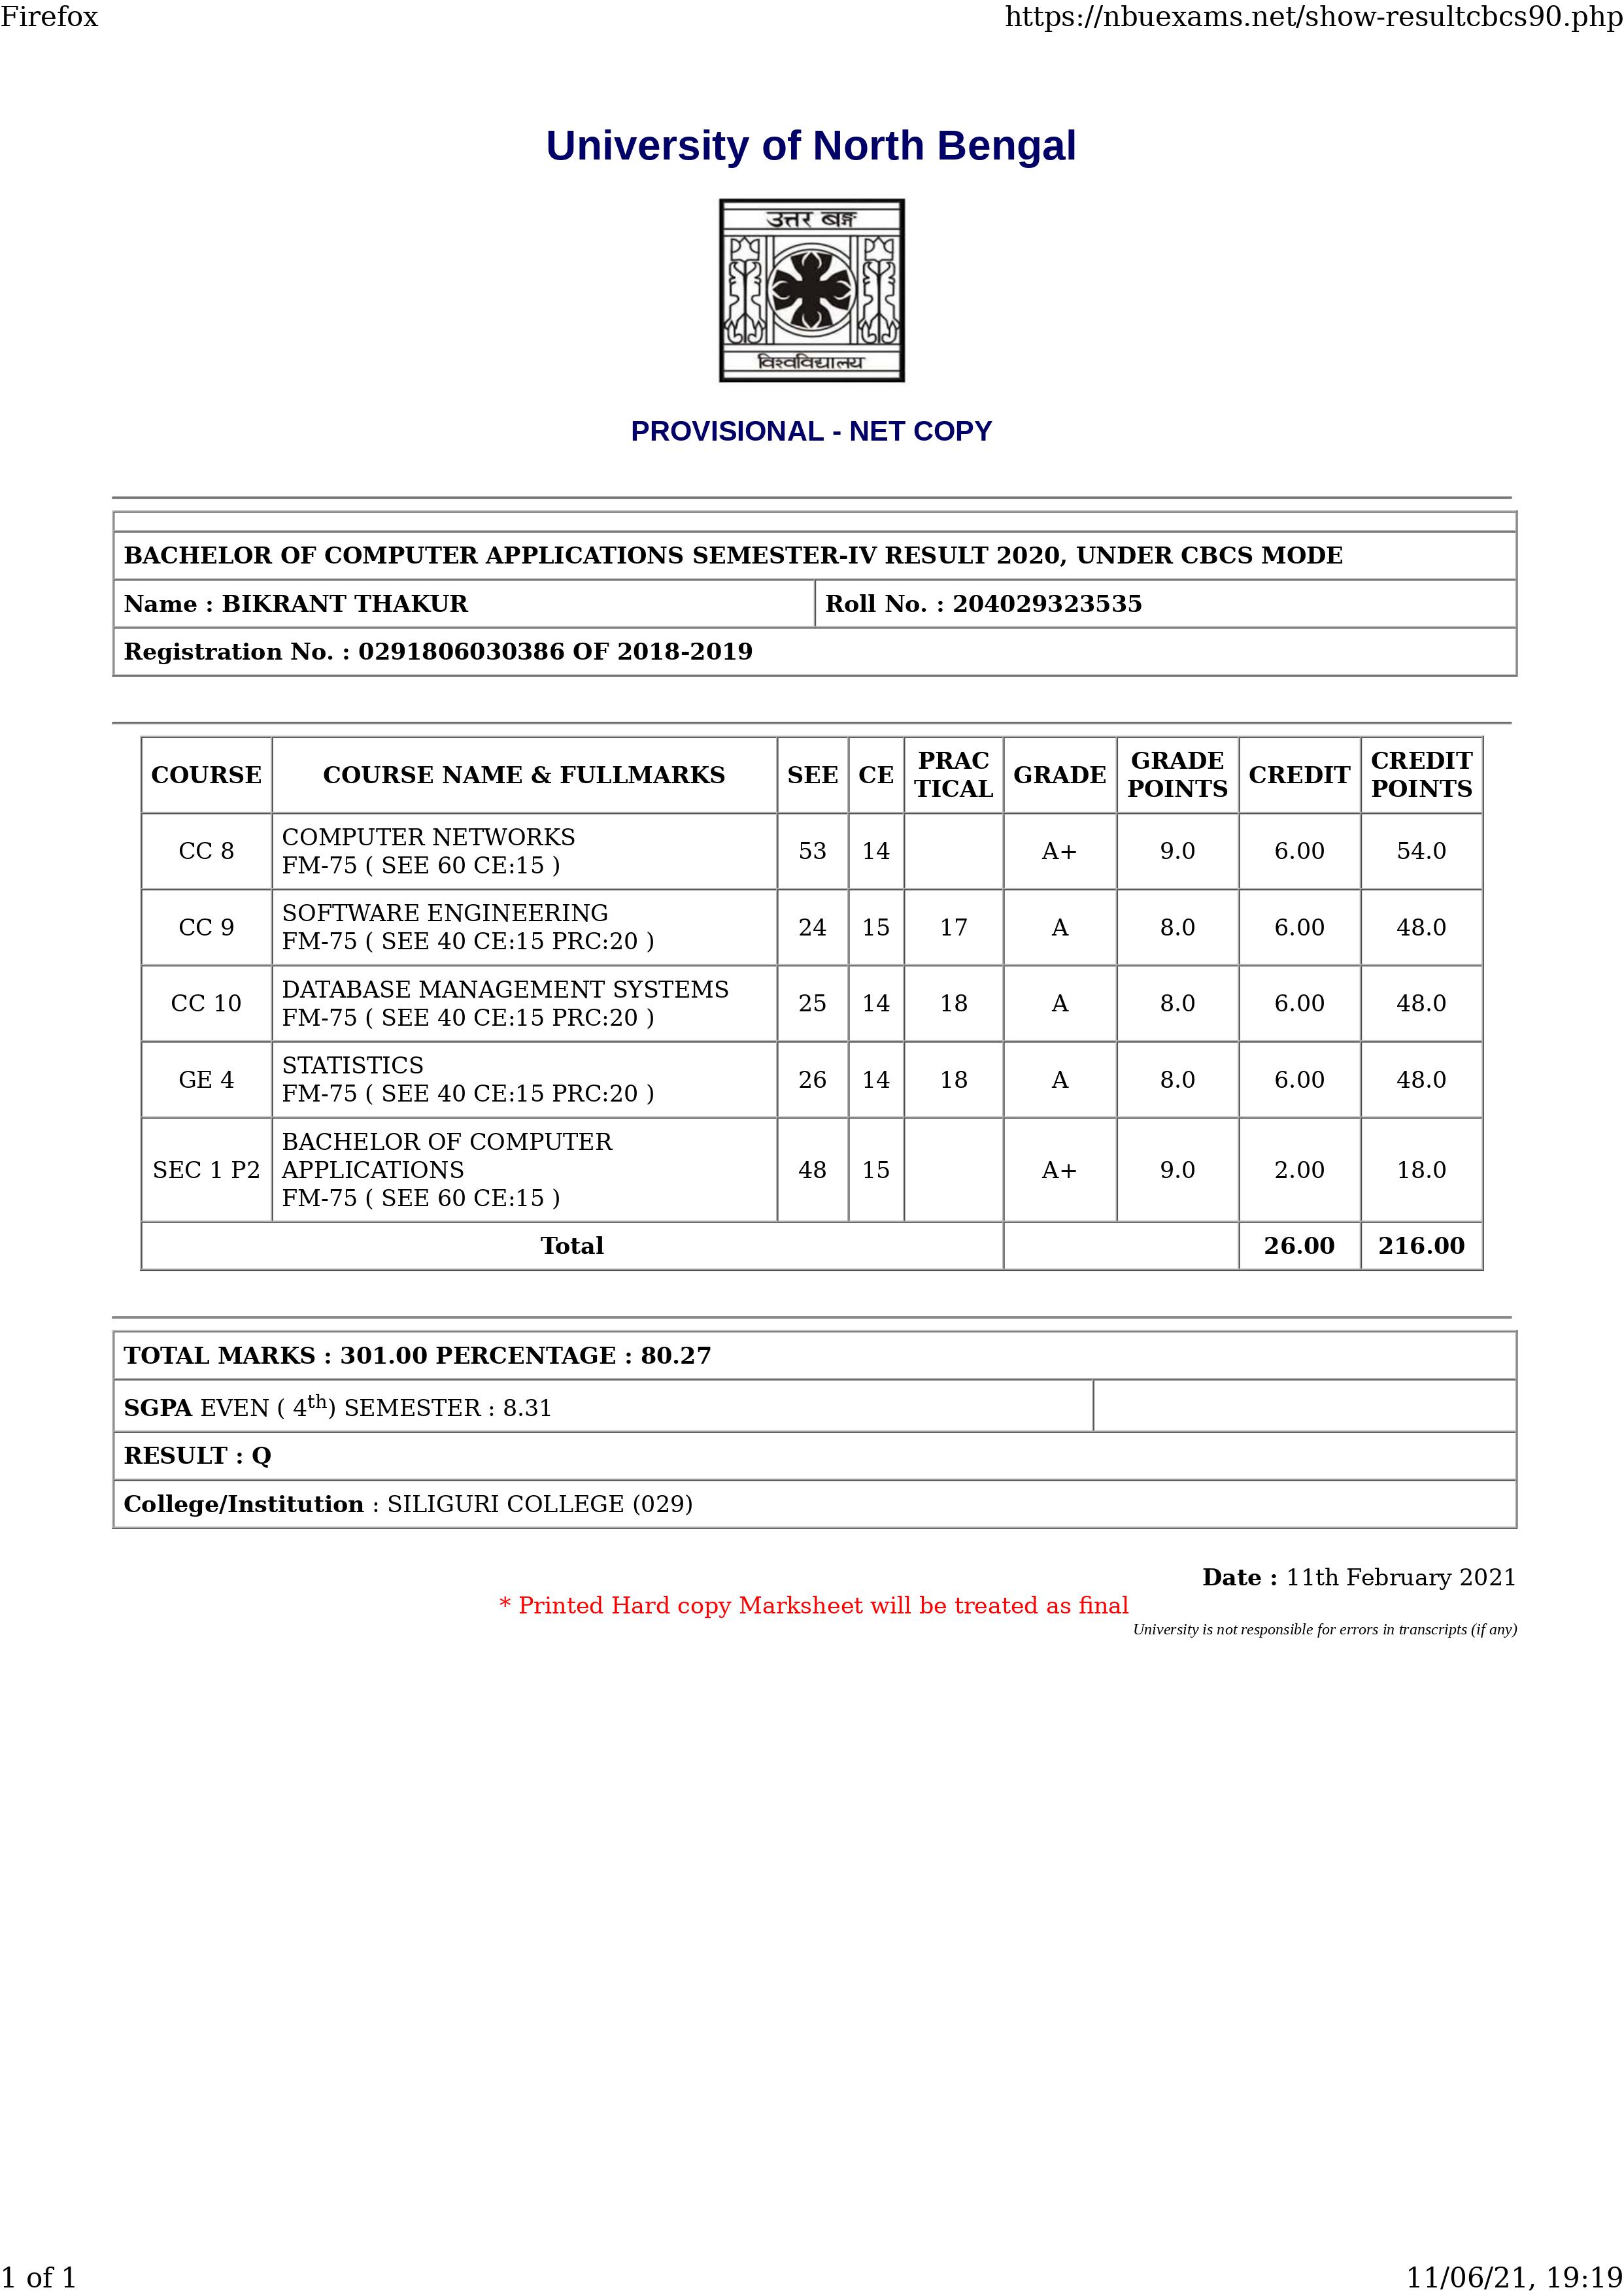 Firefox
https://nbuexams.net/show-resultcbcs90.php
University of North Bengal
उत्तर बङ्ग
विश्वविद्यालय
PROVISIONAL - NET COPY
BACHELOR OF COMPUTER APPLICATIONS SEMESTER-IV RESULT 2020, UNDER CBCS MODE
Name : BIKRANT THAKUR
Roll No. : 204029323535
Registration No. : 0291806030386 OF 2018-2019
COURSE COURSE NAME & FULLMARKS SEE CE PRAC TICAL GRADE GRADE POINTS CREDIT CREDIT POINTS
CC 8 COMPUTER NETWORKS
FM-75 ( SEE 60 CE:15 ) 53 14 A+ 9.0 6.00 54.0
CC 9 SOFTWARE ENGINEERING
FM-75 ( SEE 40 CE:15 PRC:20 ) 24 15 17 A 8.0 6.00 48.0
CC 10 DATABASE MANAGEMENT SYSTEMS
FM-75 ( SEE 40 CE:15 PRC:20 ) 25 14 18 A 8.0 6.00 48.0
GE 4 STATISTICS
FM-75 ( SEE 40 CE:15 PRC:20 ) 26 14 18 A 8.0 6.00 48.0
SEC 1 P2 BACHELOR OF COMPUTER
APPLICATIONS
FM-75 ( SEE 60 CE:15 ) 48 15 A+ 9.0 2.00 18.0
Total 26.00 216.00
TOTAL MARKS : 301.00 PERCENTAGE : 80.27
SGPA EVEN ( 4th) SEMESTER : 8.31
RESULT : Q
College/Institution : SILIGURI COLLEGE (029)
Date : 11th February 2021
* Printed Hard copy Marksheet will be treated as final
University is not responsible for errors in transcripts (if any)
1 of 1
11/06/21, 19:19